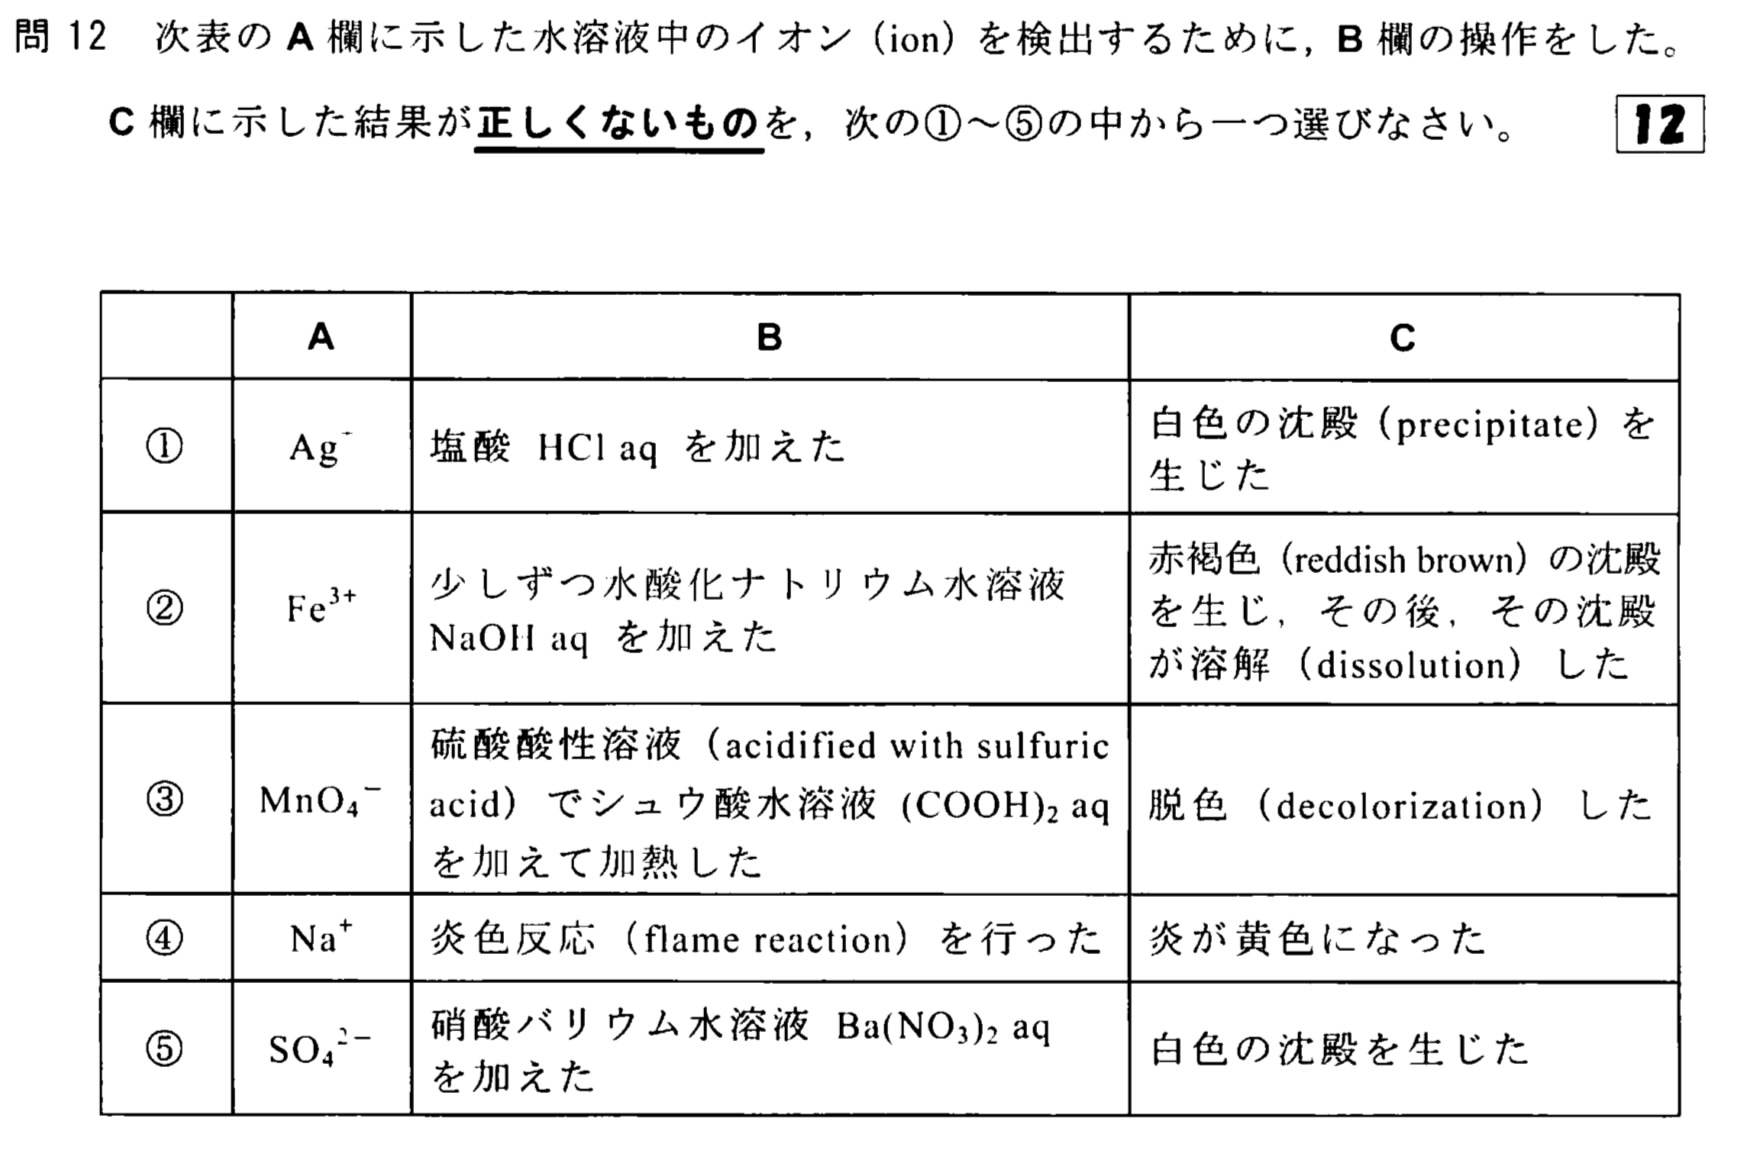 問 12 次表の A 欄に示した水溶液中のイオン（ion）を検出するために，B 欄の操作をした。
C 欄に示した結果が正しくないものを，次の①～⑤の中から一つ選びなさい。 12
A B C
① Ag⁻ 塩酸 HCl aq を加えた 白色の沈殿（precipitate）を
生じた
② Fe³⁺ 少しずつ水酸化ナトリウム水溶液
NaOH aq を加えた
赤褐色（reddish brown）の沈殿
を生じ，その後，その沈殿
が溶解（dissolution）した
③ MnO₄⁻ 硫酸酸性溶液（acidified with sulfuric
acid）でシュウ酸水溶液 (COOH)₂ aq
を加えて加熱した
脱色（decolorization）した
④ Na⁺ 炎色反応（flame reaction）を行った 炎が黄色になった
⑤ SO₄²⁻ 硝酸バリウム水溶液 Ba(NO₃)₂ aq
を加えた
白色の沈殿を生じた